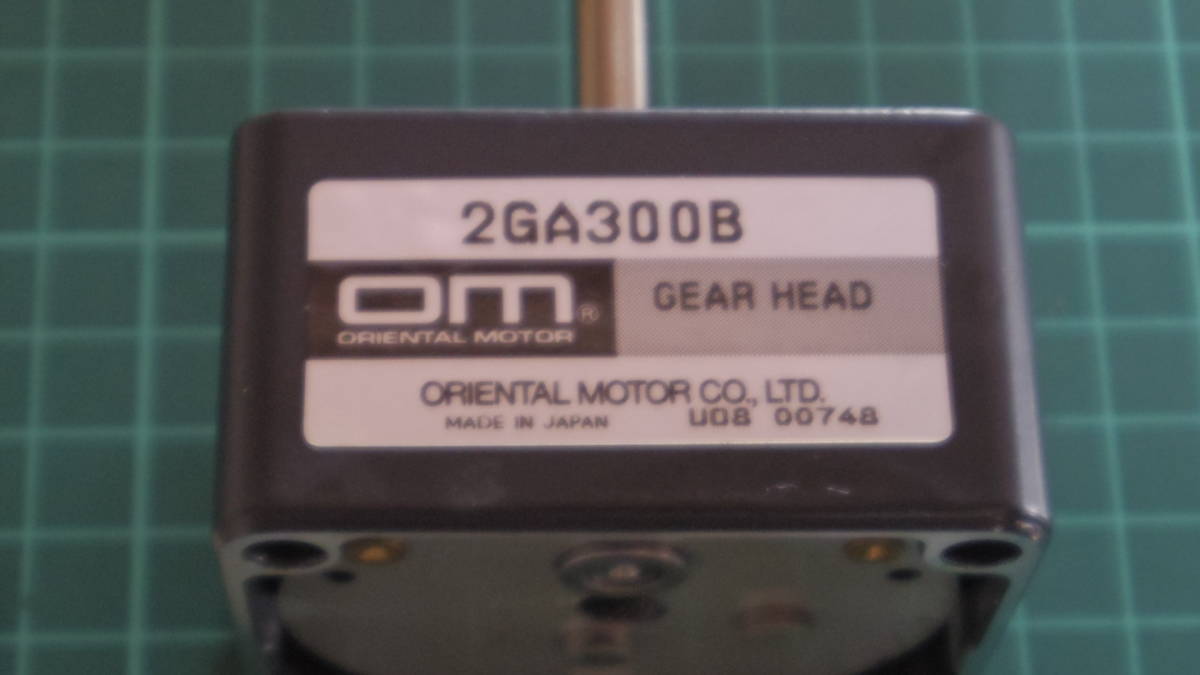 2GA300B
OM®
ORIENTAL MOTOR
GEAR HEAD
ORIENTAL MOTOR CO., LTD.
MADE IN JAPAN U08 00748